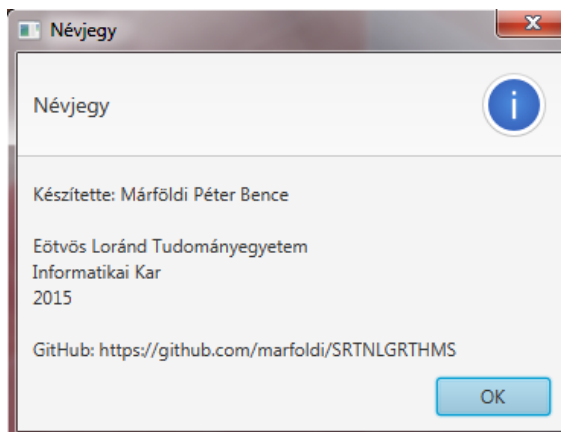 Névjegy
Névjegy
Készítette: Márföldi Péter Bence
Eötvös Loránd Tudományegyetem
Informatikai Kar
2015
GitHub: https://github.com/marfoldi/SRTNLGRTHMS
OK